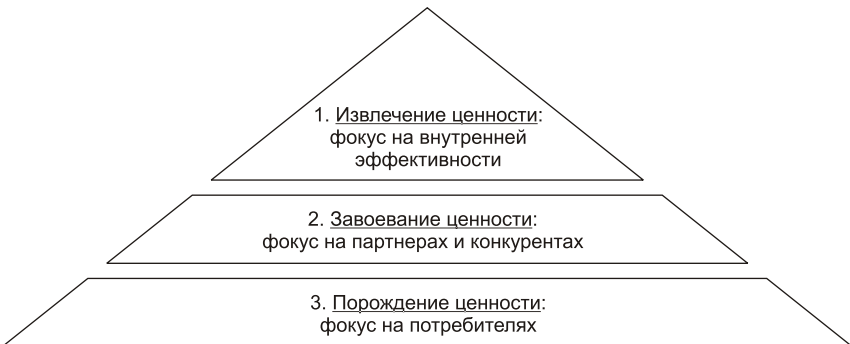 1. Извлечение ценности:
фокус на внутренней
эффективности
2. Завоевание ценности:
фокус на партнерах и конкурентах
3. Порождение ценности:
фокус на потребителях